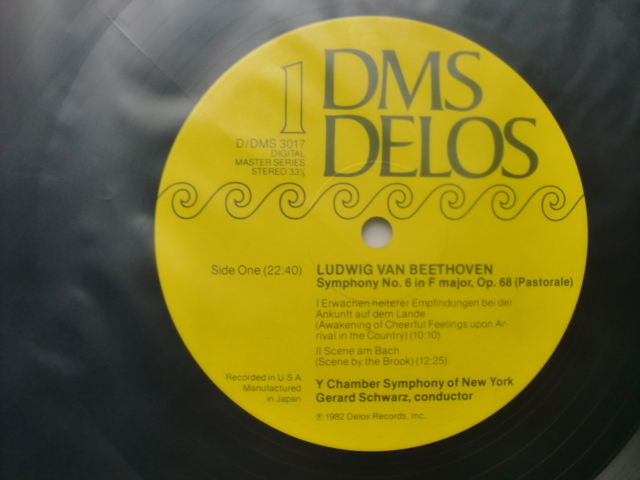 1
DMS
DELOS
D/DMS 3017
DIGITAL
MASTER SERIES
STEREO 33⅓
Side One (22:40)
LUDWIG VAN BEETHOVEN
Symphony No. 6 in F major, Op. 68 (Pastorale)
I Erwachen heiterer Empfindungen bei der
Ankunft auf dem Lande
(Awakening of Cheerful Feelings upon Ar-
rival in the Country) (10:10)
II Scene am Bach
(Scene by the Brook) (12:25)
Recorded in U.S.A
Manufactured
in Japan
Y Chamber Symphony of New York
Gerard Schwarz, conductor
℗ 1982 Delos Records, Inc.